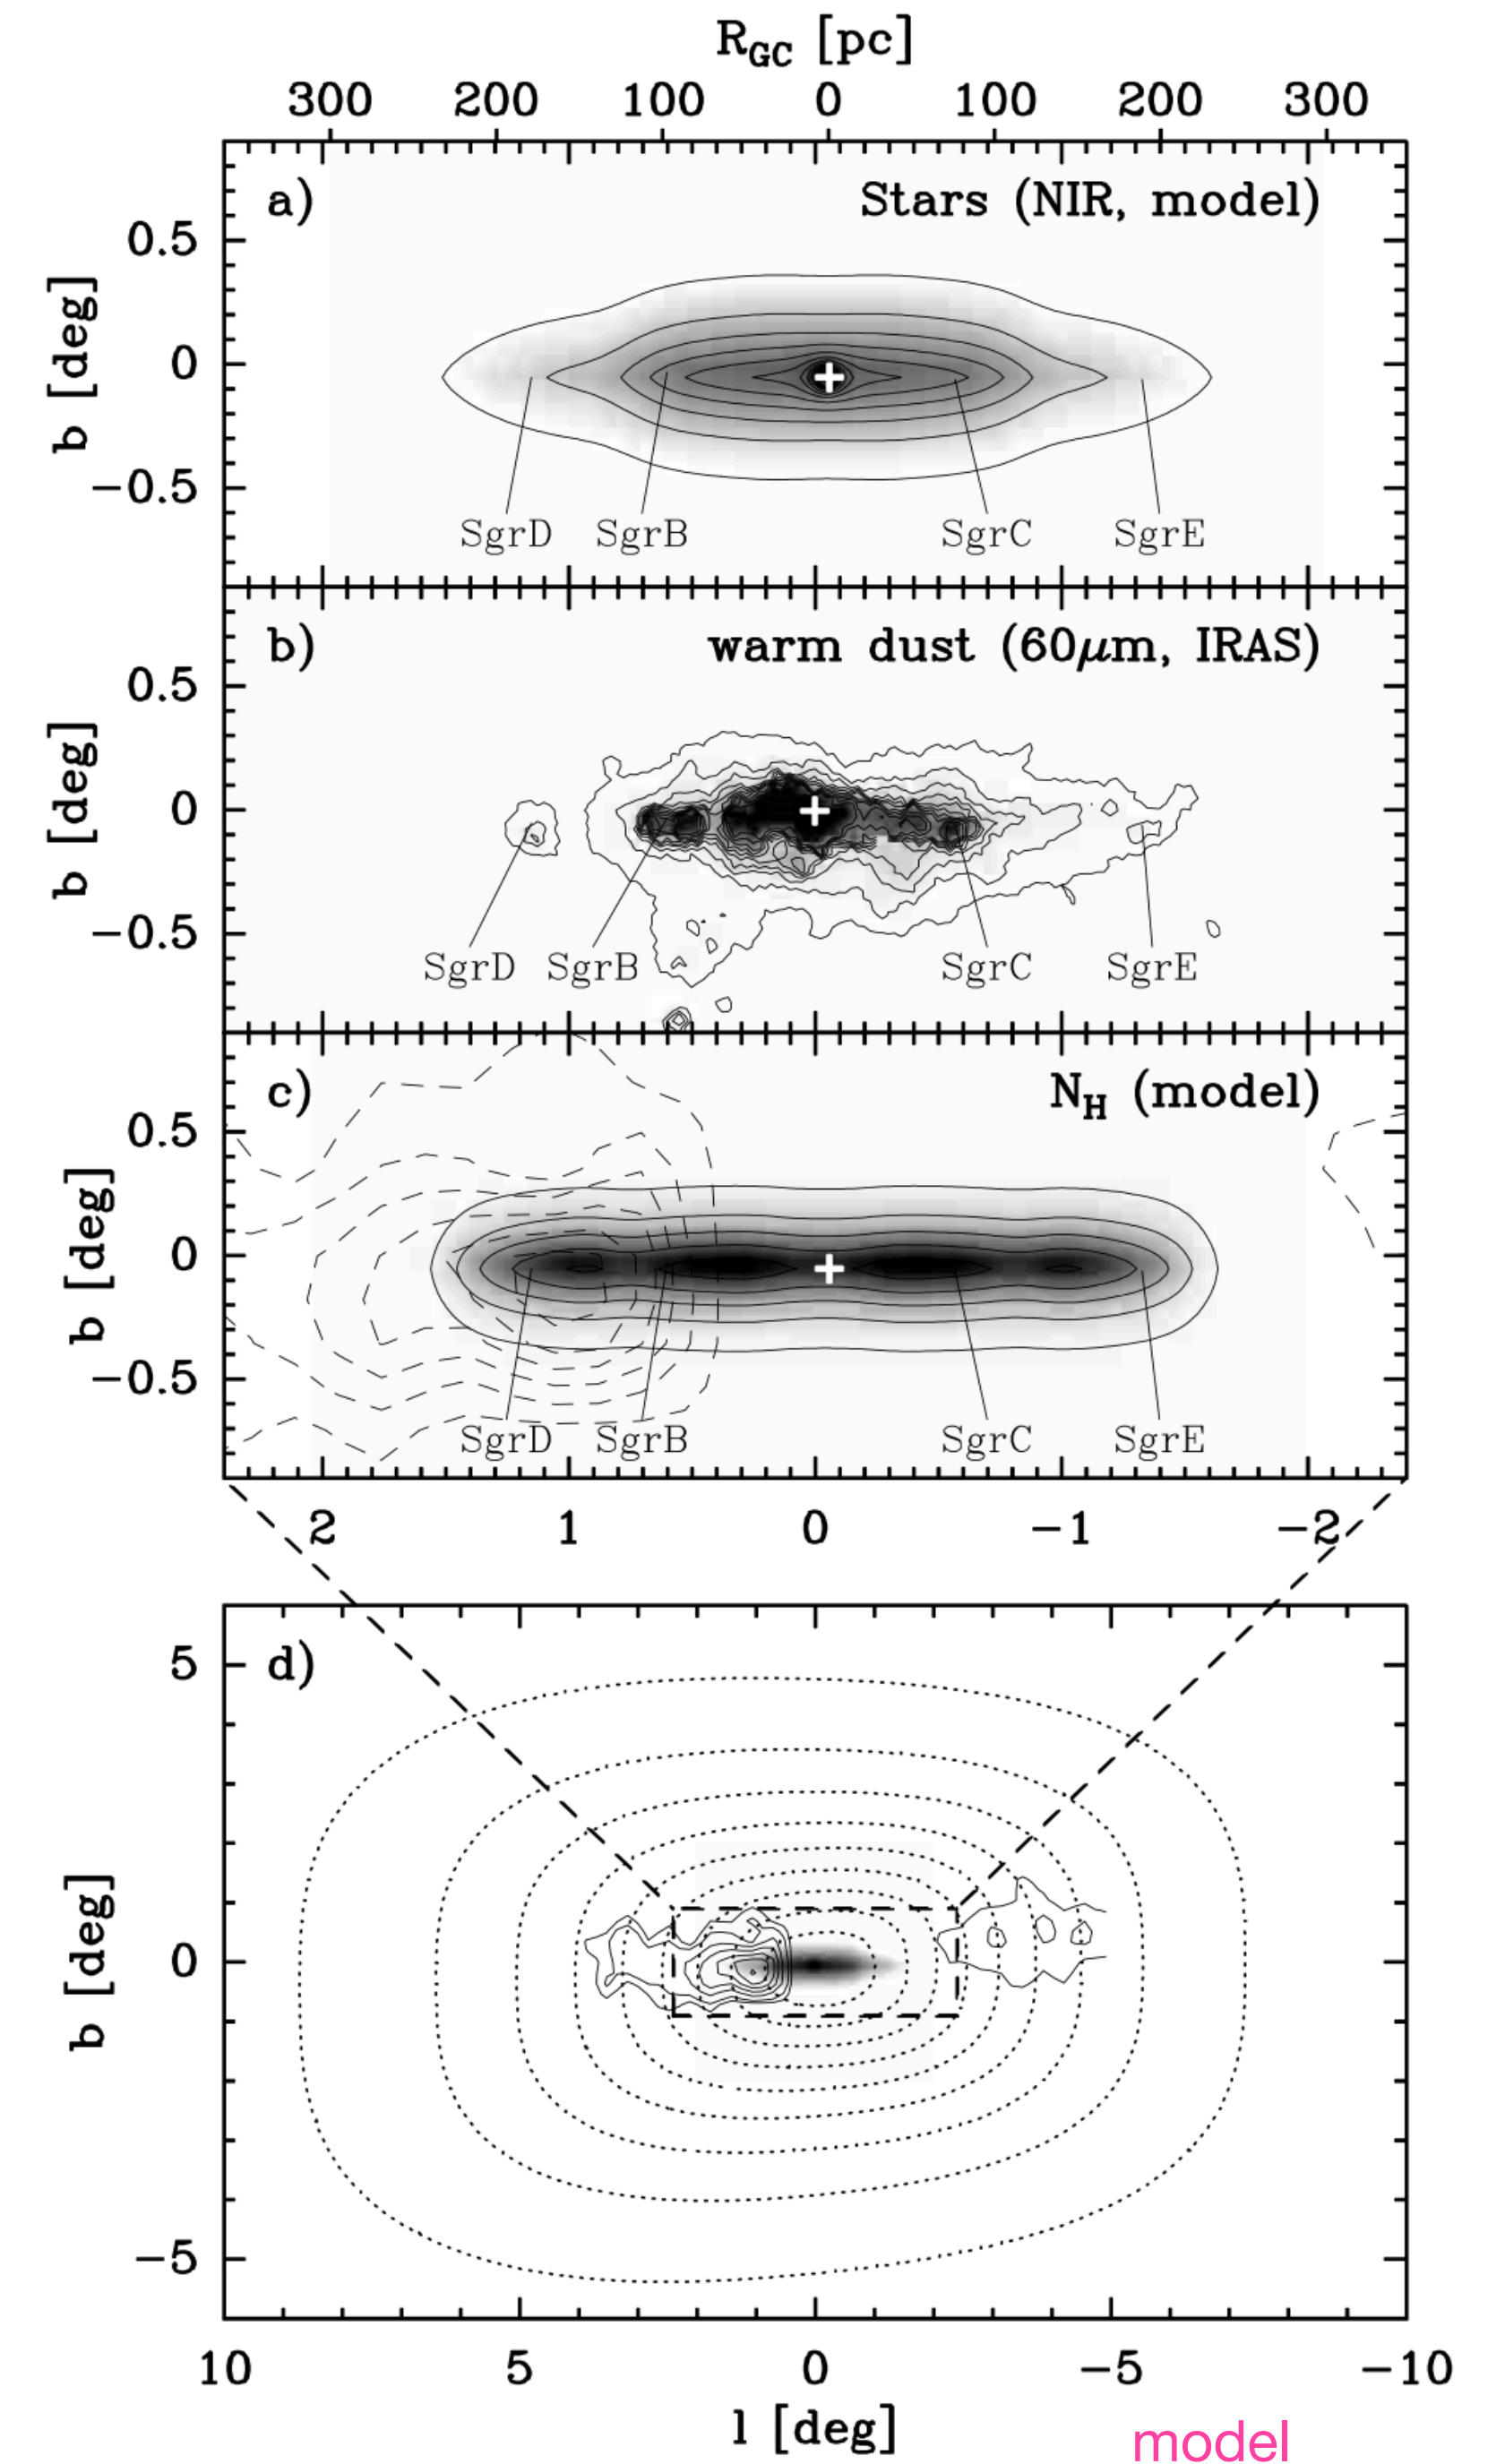 R_GC [pc]
300 200 100 0 100 200 300
a) Stars (NIR, model)
0.5
0
−0.5
b [deg]
SgrD SgrB SgrC SgrE
b) warm dust (60μm, IRAS)
0.5
0
−0.5
b [deg]
SgrD SgrB SgrC SgrE
c) N_H (model)
0.5
0
−0.5
b [deg]
SgrD SgrB SgrC SgrE
2 1 0 −1 −2
d)
5
0
−5
b [deg]
10 5 0 −5 −10
l [deg]
model